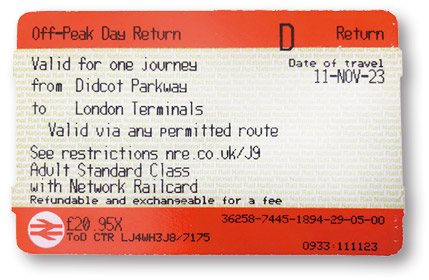 Off-Peak Day Return D Return
Valid for one journey Date of travel
from Didcot Parkway 11-NOV-23
to London Terminals
Valid via any permitted route
See restrictions nre.co.uk/J9
Adult Standard Class
with Network Railcard
Refundable and exchangeable for a fee
£20.95X 36258-7445-1894-29-05-00
ToD CTR LJ4WH3J8/7175 0933 111123